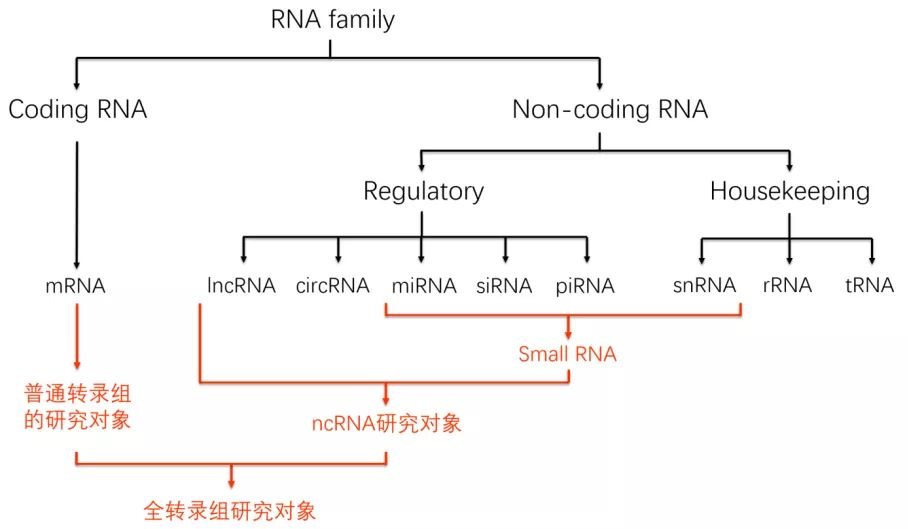 RNA family
Coding RNA
Non-coding RNA
Regulatory
Housekeeping
mRNA
lncRNA
circRNA
miRNA
siRNA
piRNA
snRNA
rRNA
tRNA
Small RNA
普通转录组
的研究对象
ncRNA研究对象
全转录组研究对象